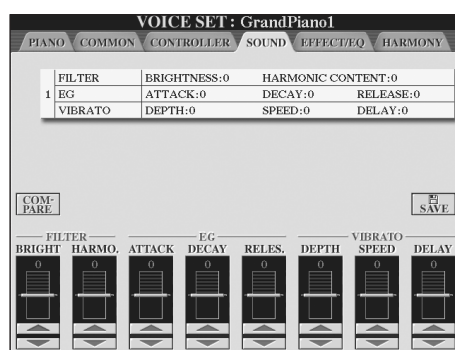 VOICE SET : GrandPiano1
PIANO COMMON CONTROLLER SOUND EFFECT/EQ HARMONY
FILTER BRIGHTNESS:0 HARMONIC CONTENT:0
1 EG ATTACK:0 DECAY:0 RELEASE:0
VIBRATO DEPTH:0 SPEED:0 DELAY:0
COM-
PARE
SAVE
FILTER EG VIBRATO
BRIGHT HARMO. ATTACK DECAY RELES. DEPTH SPEED DELAY
0 0 0 0 0 0 0 0